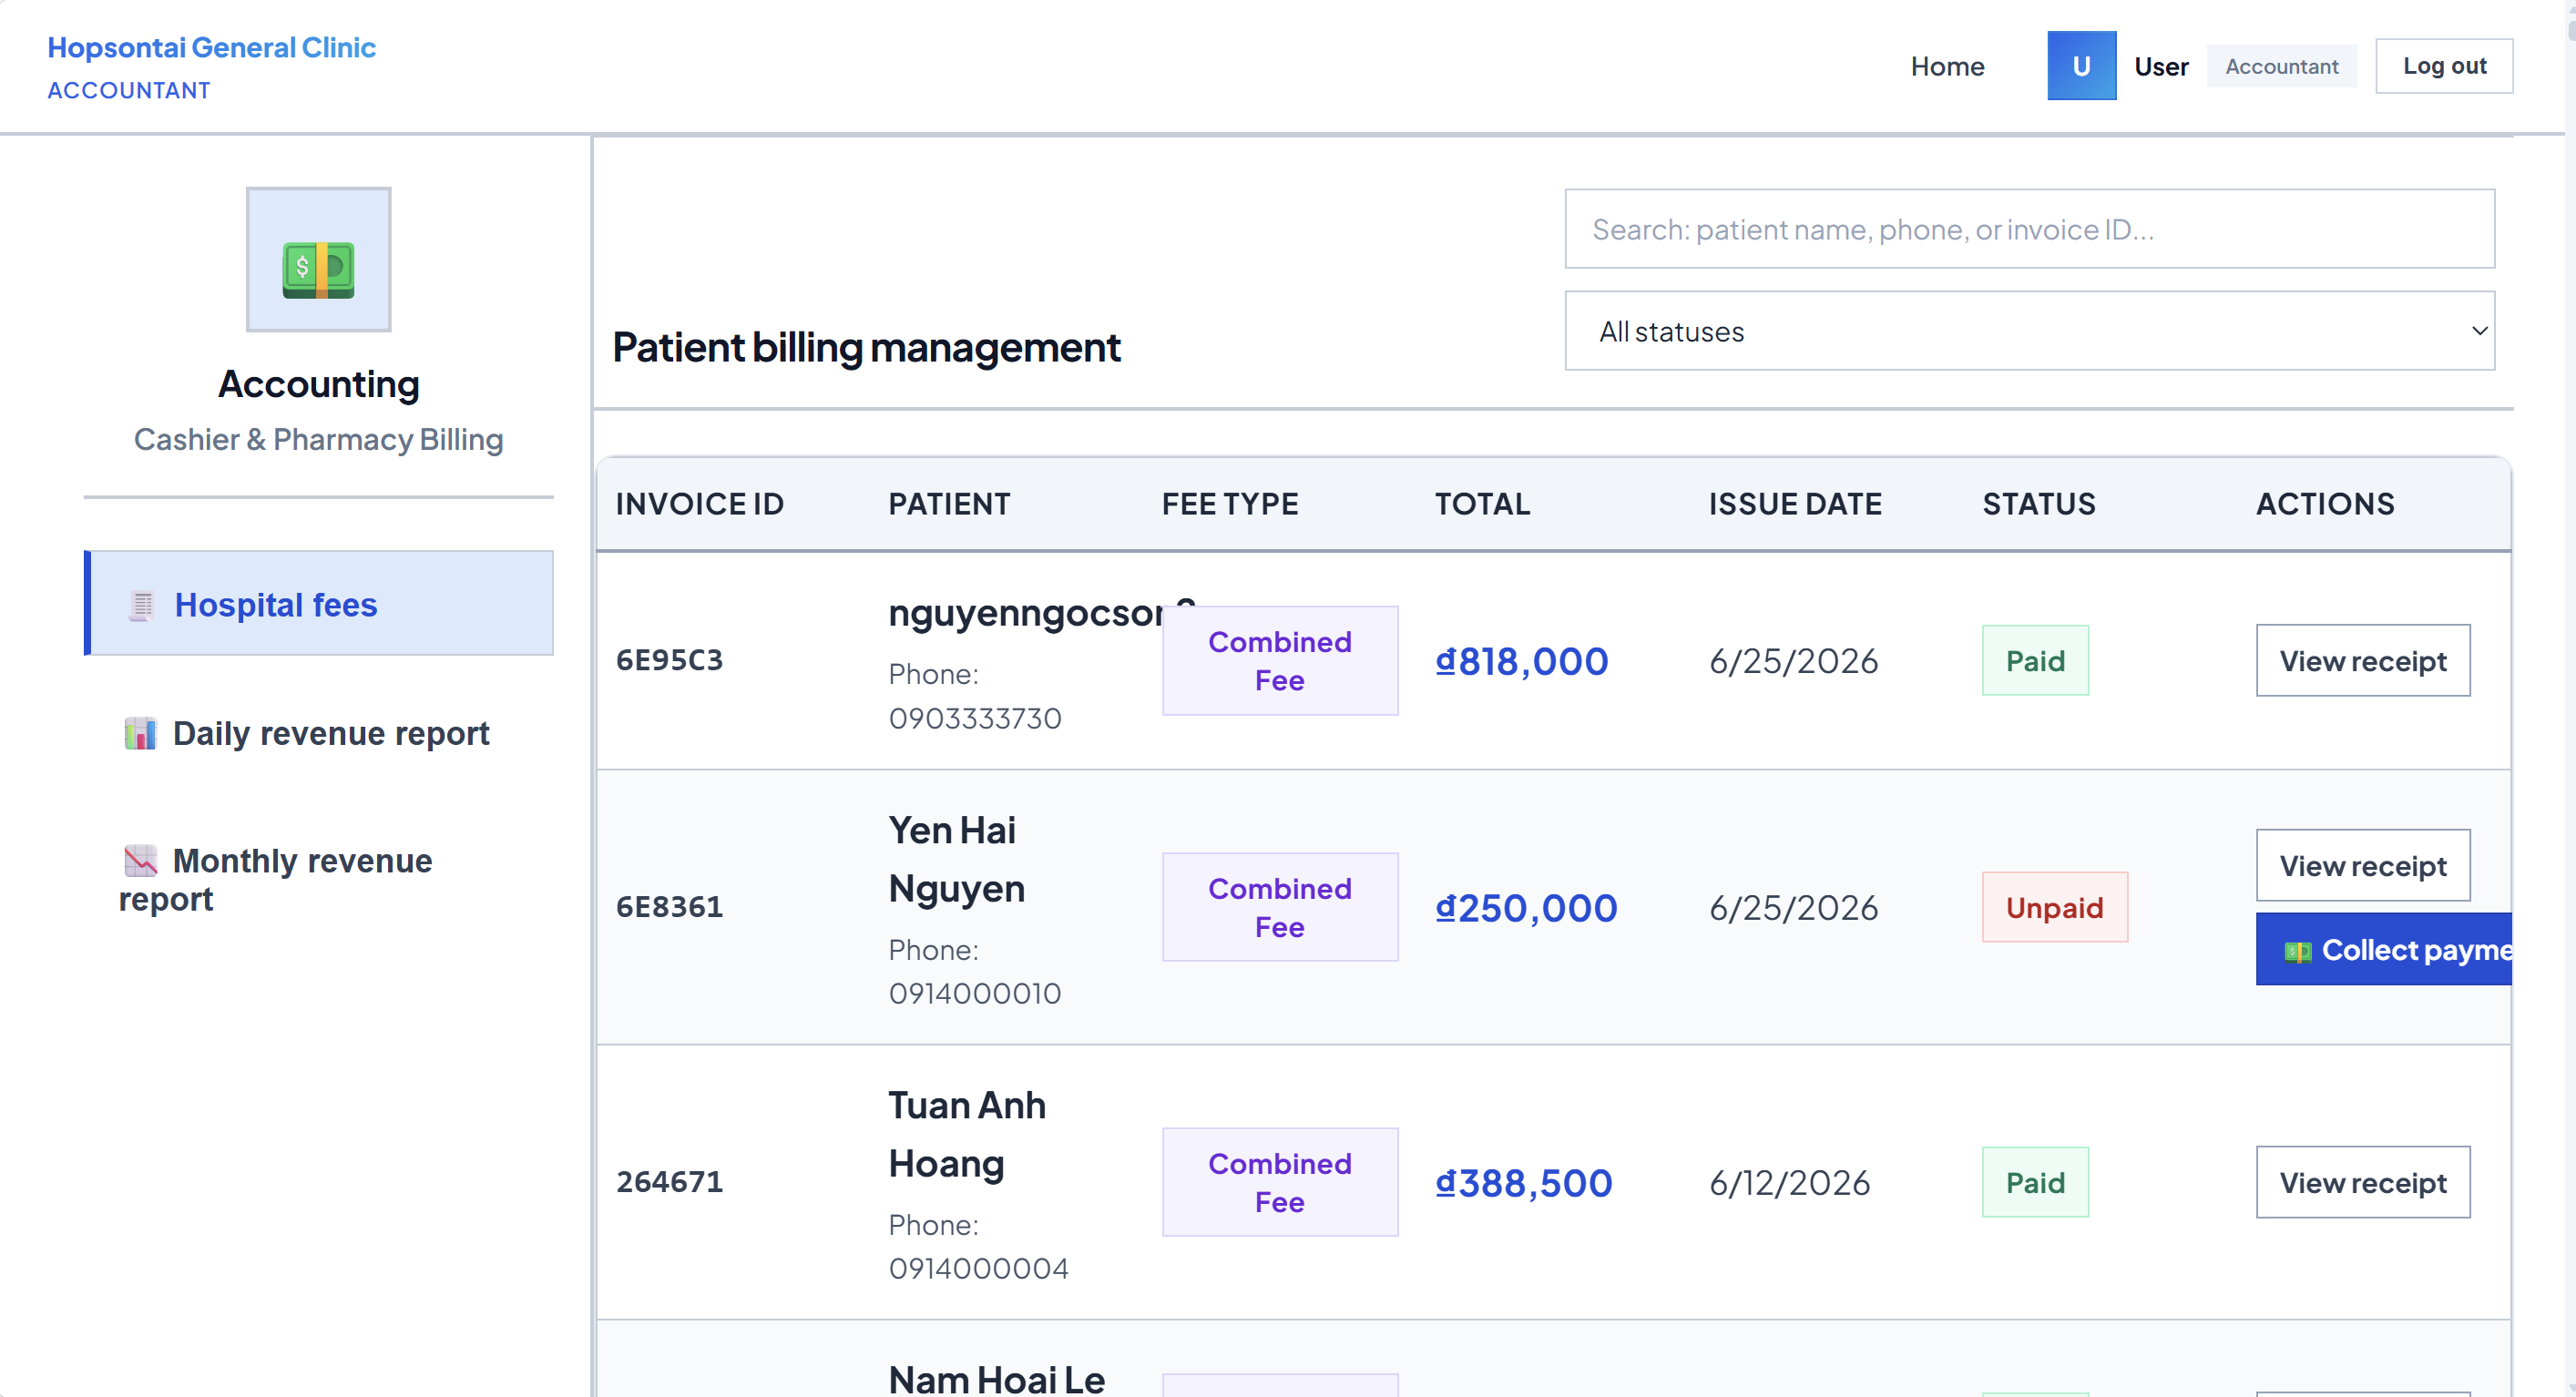 Hopsontai General Clinic
ACCOUNTANT
Home
U
User
Accountant
Log out
Accounting
Cashier & Pharmacy Billing
Hospital fees
Daily revenue report
Monthly revenue
report
Search: patient name, phone, or invoice ID...
All statuses
Patient billing management
INVOICE ID PATIENT FEE TYPE TOTAL ISSUE DATE STATUS ACTIONS
6E95C3
Phone:
0903333730
Combined
Fee
₫818,000
6/25/2026
Paid
View receipt
6E8361
Yen Hai
Nguyen
Phone:
0914000010
Combined
Fee
₫250,000
6/25/2026
Unpaid
View receipt
Collect
264671
Tuan Anh
Hoang
Phone:
0914000004
Combined
Fee
₫388,500
6/12/2026
Paid
View receipt
Nam Hoai Le